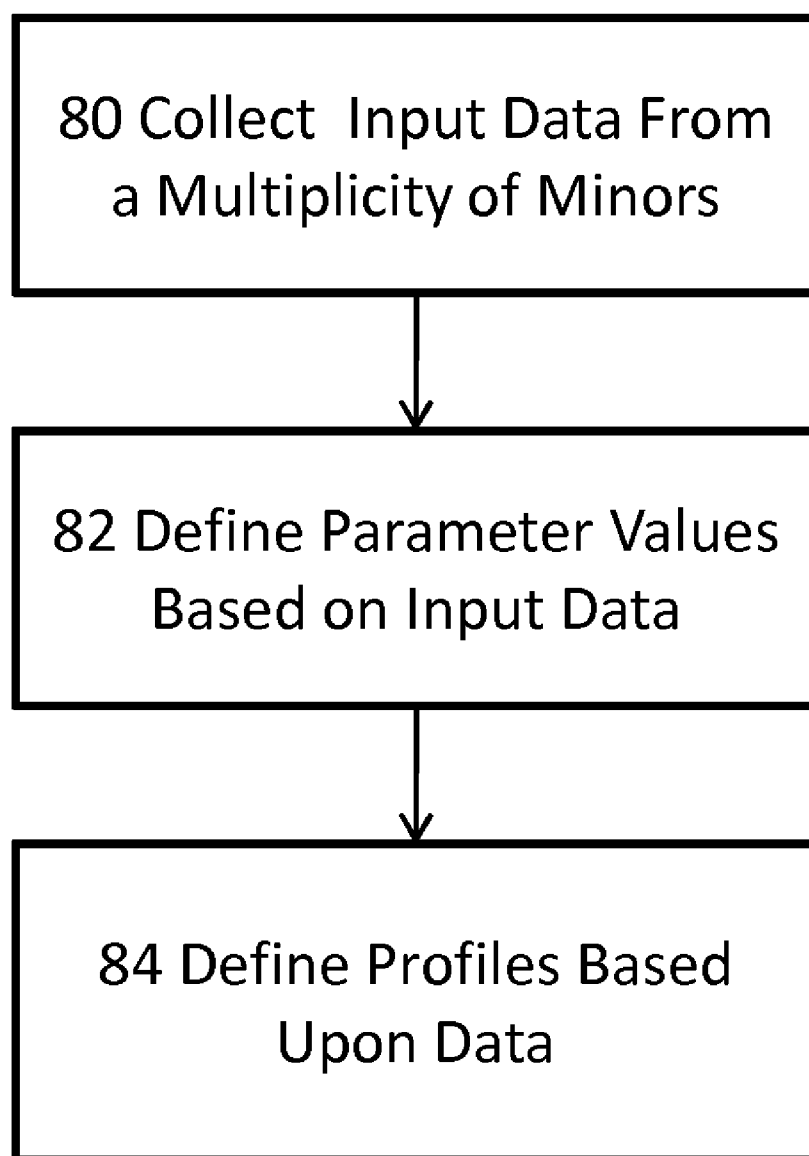 80 Collect Input Data From
a Multiplicity of Minors
82 Define Parameter Values
Based on Input Data
84 Define Profiles Based
Upon Data